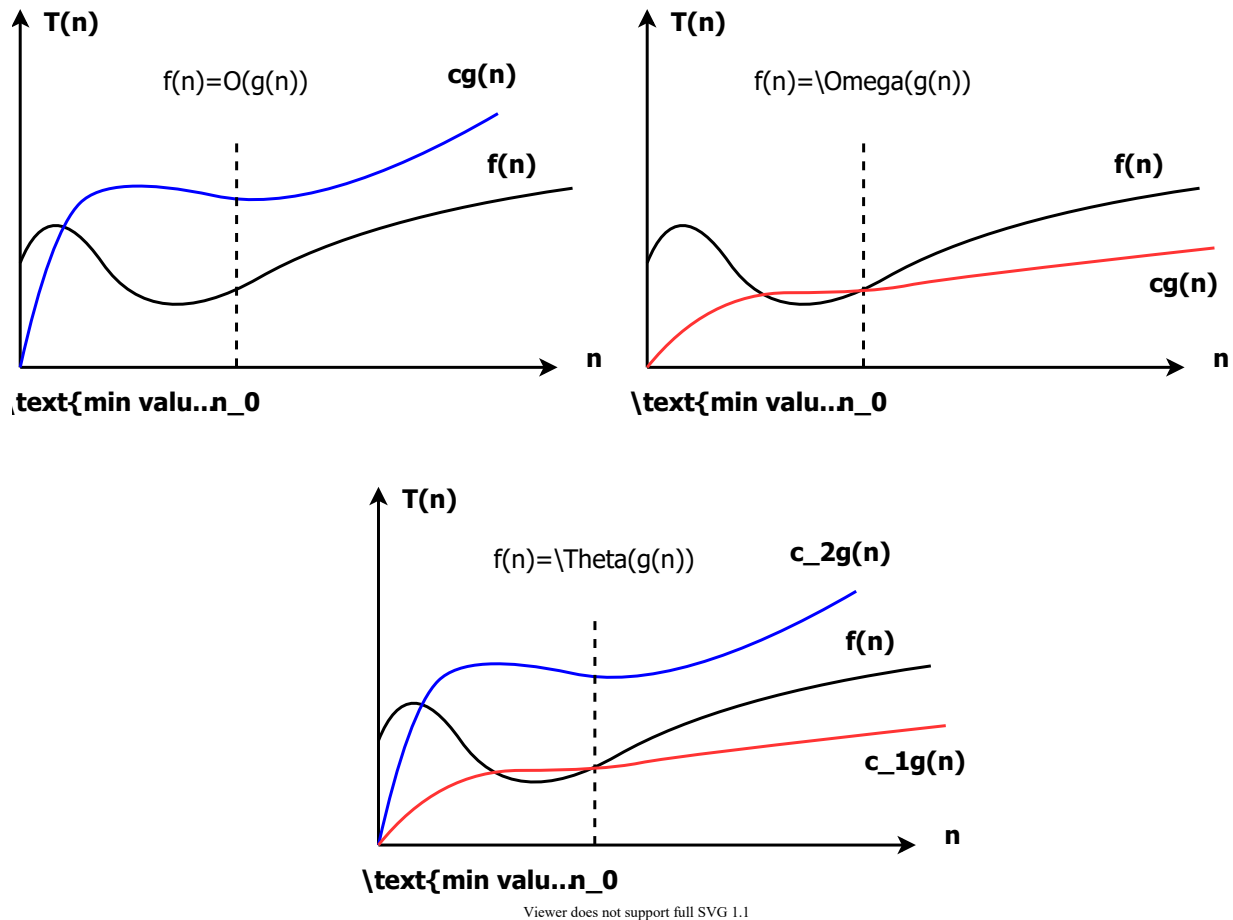 T(n)
f(n)=O(g(n))
cg(n)
f(n)
n
\text{min valu...n_0
T(n)
f(n)=\Omega(g(n))
f(n)
cg(n)
n
\text{min valu...n_0
T(n)
f(n)=\Theta(g(n))
c_2g(n)
f(n)
c_1g(n)
n
\text{min valu...n_0
Viewer does not support full SVG 1.1